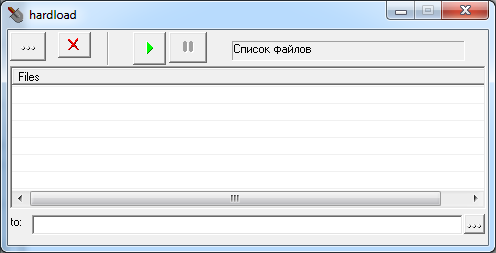 hardload
...
Список файлов
Files
to:
...